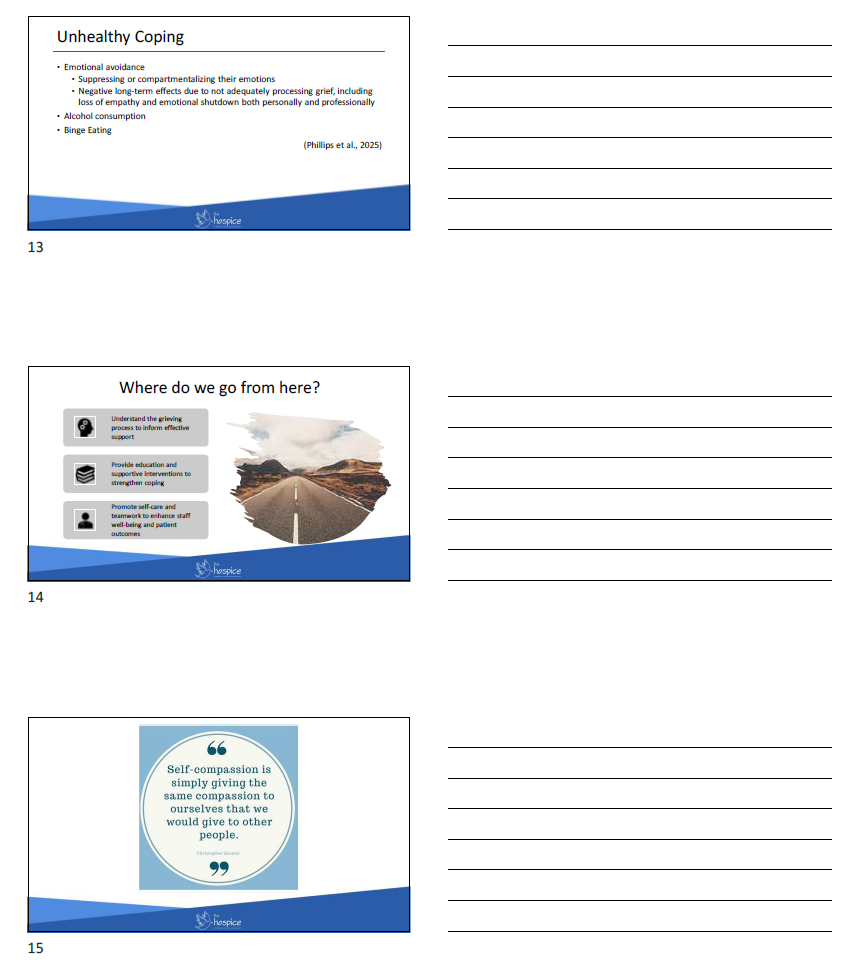 Unhealthy Coping
• Emotional avoidance
• Suppressing or compartmentalizing their emotions
• Negative long-term effects due to not adequately processing grief, including
loss of empathy and emotional shutdown both personally and professionally
• Alcohol consumption
• Binge Eating
(Phillips et al., 2025)
the
hospice
13
Where do we go from here?
Understand the grieving
process to inform effective
support
Provide education and
supportive interventions to
strengthen coping
Promote self-care and
teamwork to enhance staff
well-being and patient
outcomes
the
hospice
14
“
Self-compassion is
simply giving the
same compassion to
ourselves that we
would give to other
people.
Christopher Germer
”
the
hospice
15